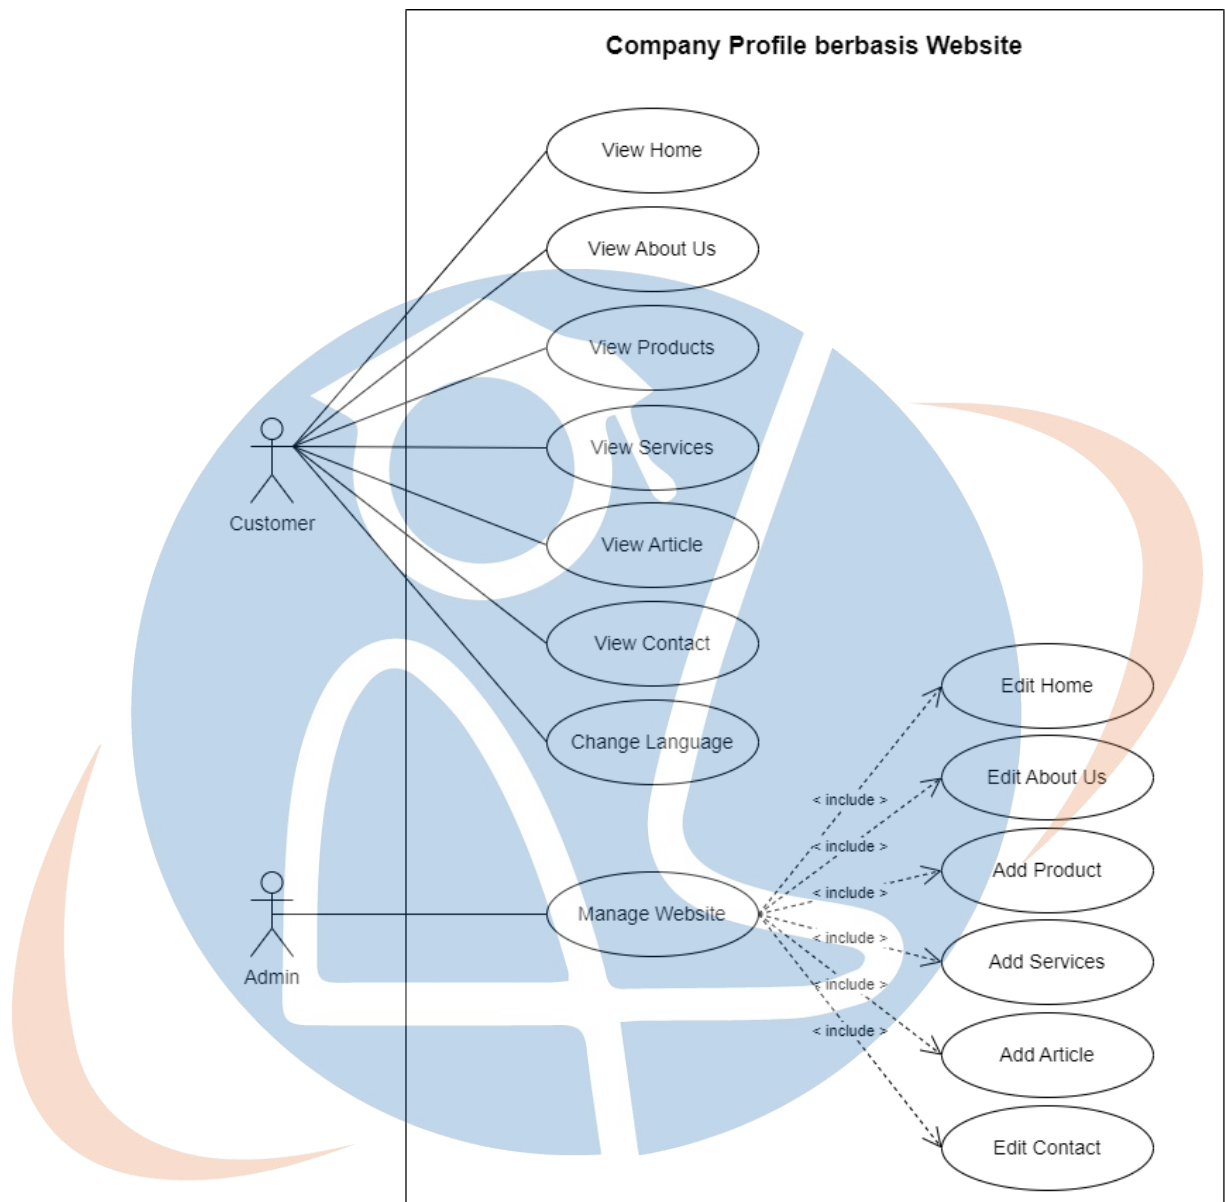 Company Profile berbasis Website
View Home
View About Us
View Products
View Services
Customer
View Article
View Contact
Change Language
Edit Home
Edit About Us
Add Product
Add Services
Add Article
Edit Contact
< include >
< include >
< include >
< include >
< include >
< include >
Manage Website
Admin